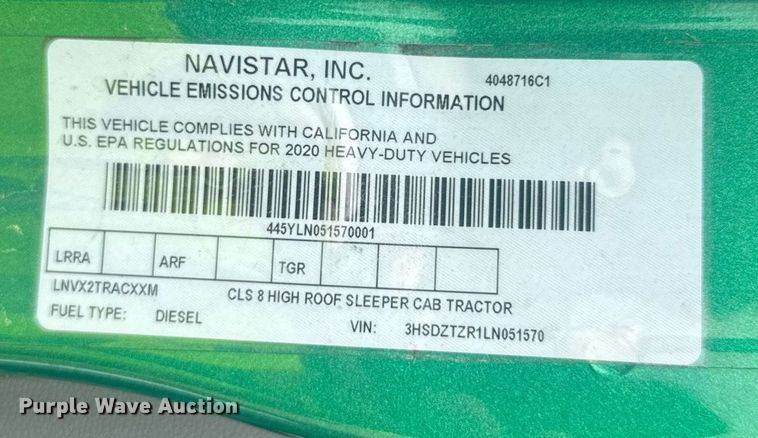 NAVISTAR, INC.
4048716C1
VEHICLE EMISSIONS CONTROL INFORMATION
THIS VEHICLE COMPLIES WITH CALIFORNIA AND
U.S. EPA REGULATIONS FOR 2020 HEAVY-DUTY VEHICLES
445YLN051570001
LRRA ARF TGR
LNVX2TRACXXM CLS 8 HIGH ROOF SLEEPER CAB TRACTOR
FUEL TYPE: DIESEL VIN: 3HSDZTZR1LN051570
Purple Wave Auction